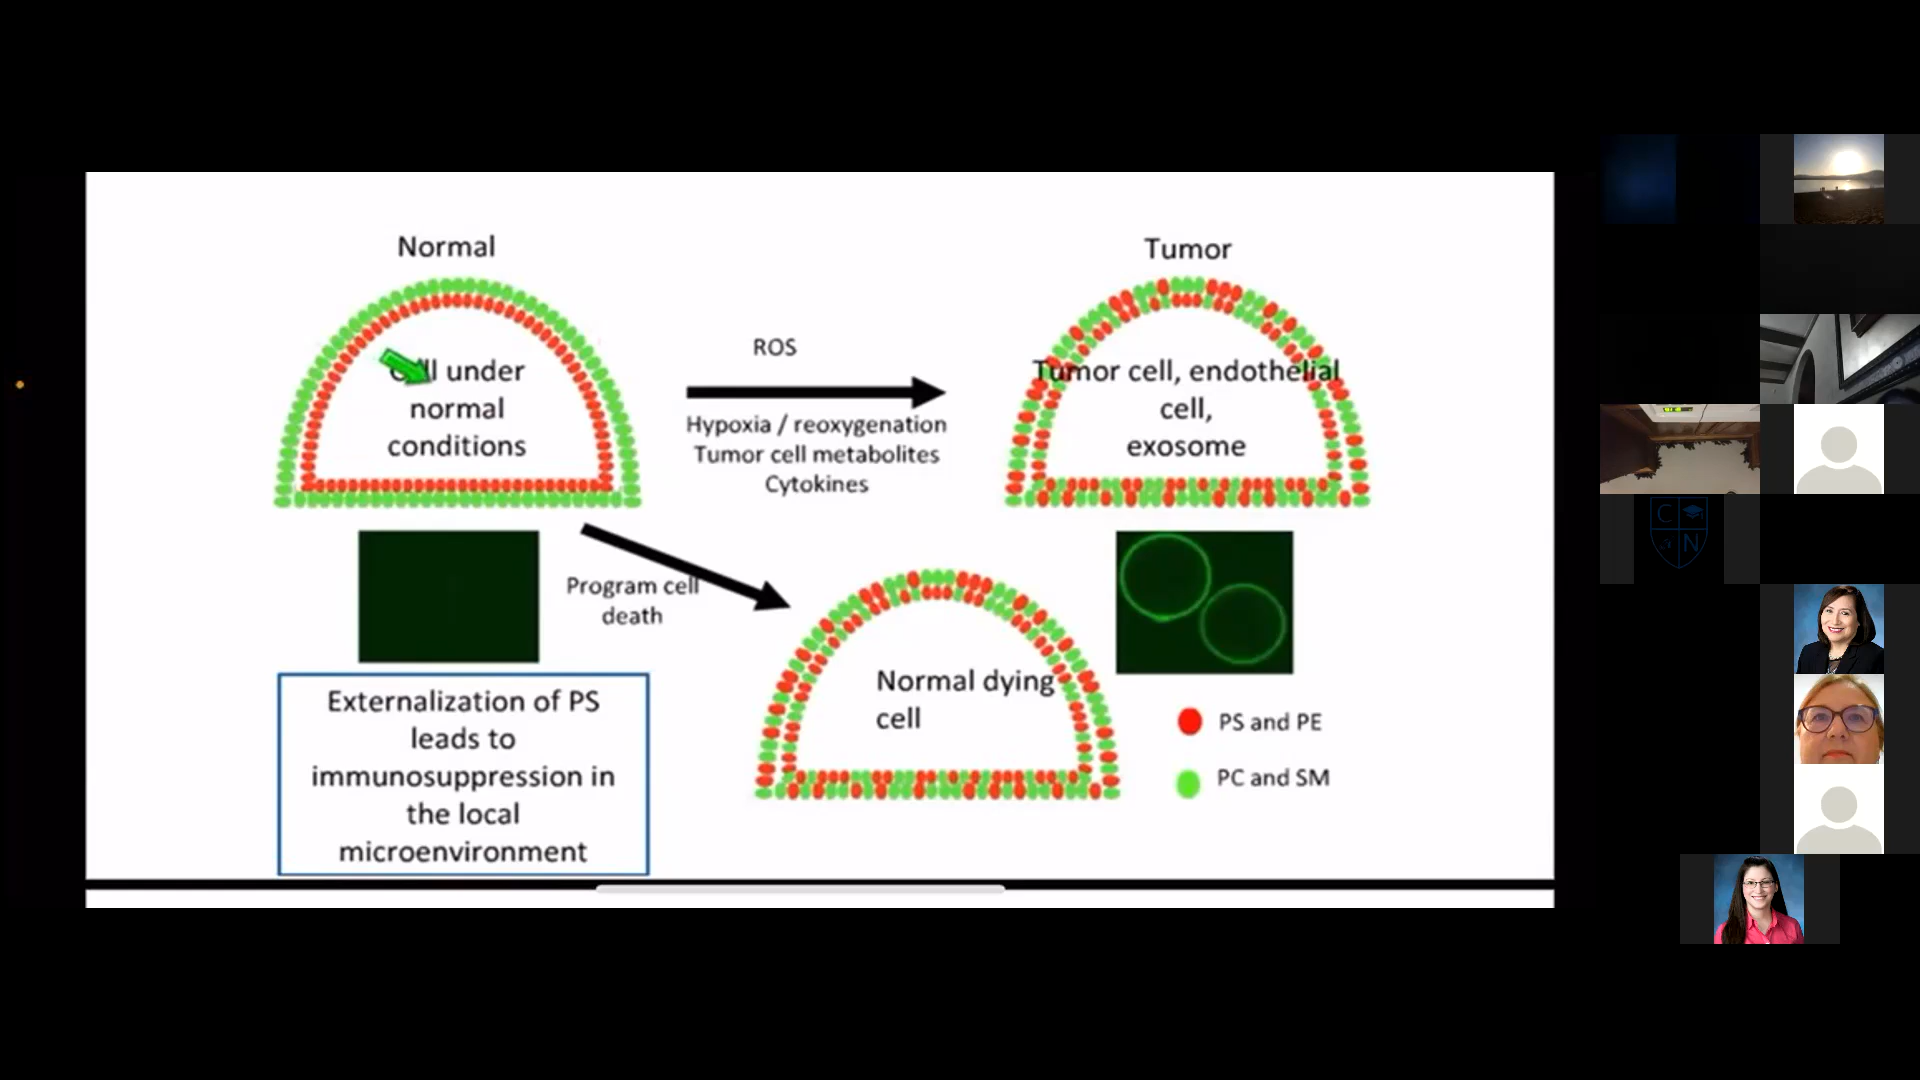 Normal
Tumor
Cell under
normal
conditions
ROS
Hypoxia / reoxygenation
Tumor cell metabolites
Cytokines
Tumor cell, endothelial
cell,
exosome
Program cell
death
Normal dying
cell
PS and PE
PC and SM
Externalization of PS
leads to
immunosuppression in
the local
microenvironment
C
N